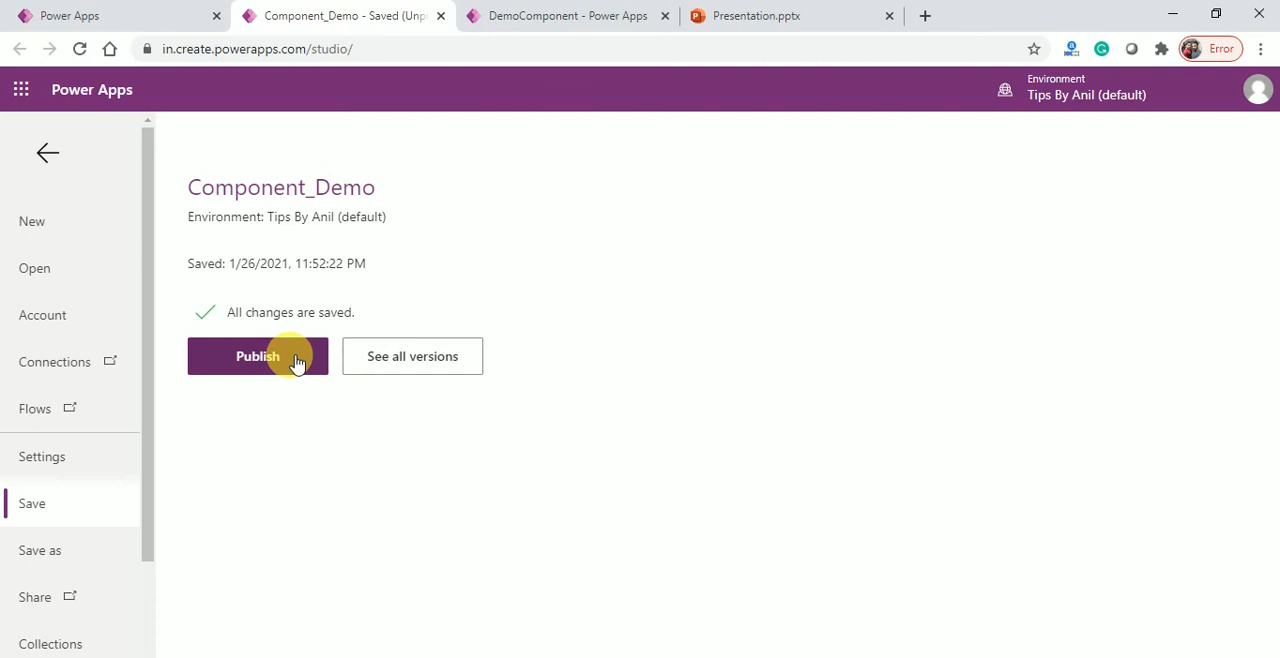 Power Apps
Component_Demo - Saved (Unp
DemoComponent - Power Apps
Presentation.pptx
in.create.powerapps.com/studio/
Error
Power Apps
Environment
Tips By Anil (default)
New
Open
Account
Connections
Flows
Settings
Save
Save as
Share
Collections
Component_Demo
Environment: Tips By Anil (default)
Saved: 1/26/2021, 11:52:22 PM
All changes are saved.
Publish
See all versions